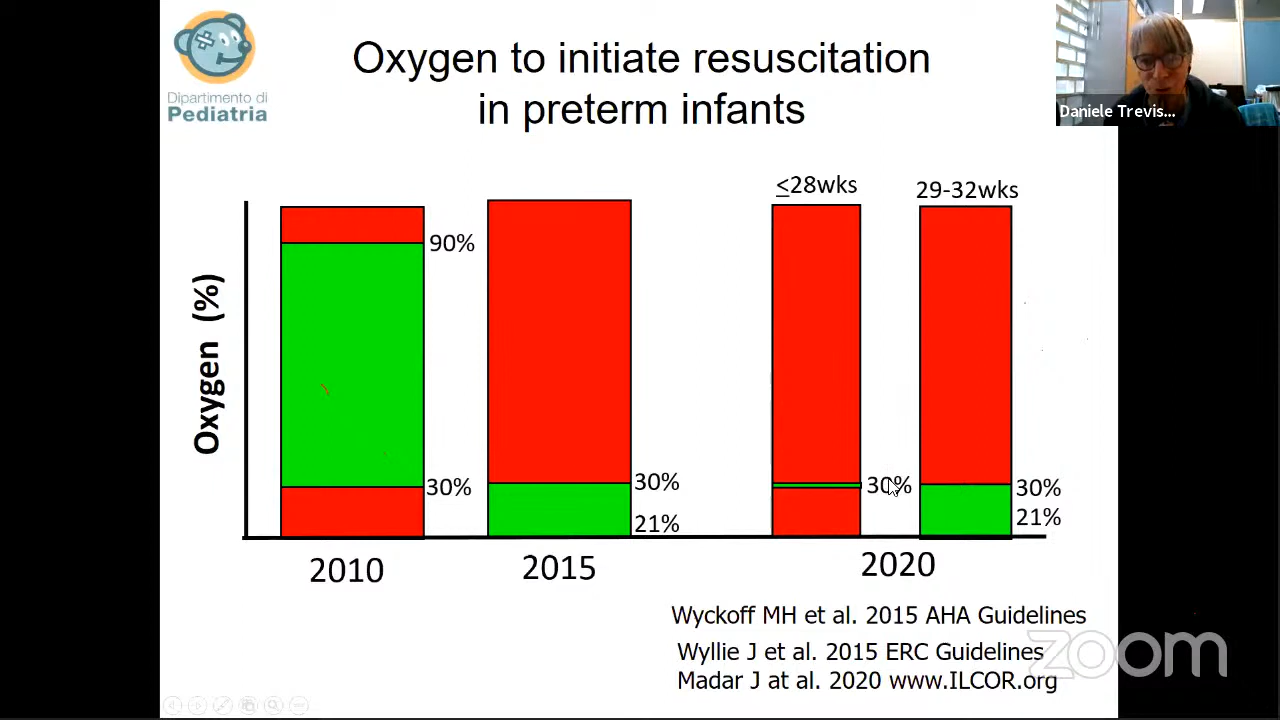 Dipartimento di
Pediatria
Oxygen to initiate resuscitation
in preterm infants
Daniele Trevis...
<28wks
29-32wks
Oxygen (%)
90%
30%
30%
21%
30%
30%
21%
2010
2015
2020
Wyckoff MH et al. 2015 AHA Guidelines
Wyllie J et al. 2015 ERC Guidelines
Madar J at al. 2020 www.ILCOR.org
zoom